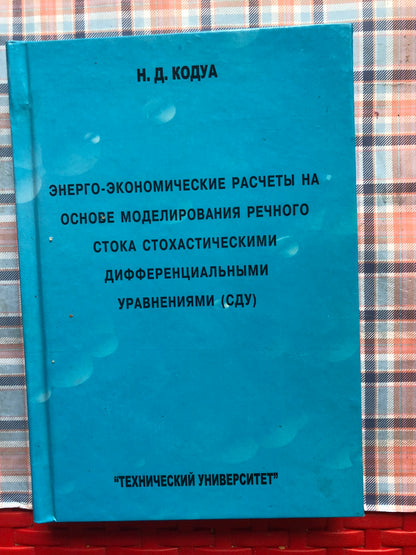 Н. Д. КОДУА
ЭНЕРГО-ЭКОНОМИЧЕСКИЕ РАСЧЕТЫ НА
ОСНОВЕ МОДЕЛИРОВАНИЯ РЕЧНОГО
СТОКА СТОХАСТИЧЕСКИМИ
ДИФФЕРЕНЦИАЛЬНЫМИ
УРАВНЕНИЯМИ (СДУ)
"ТЕХНИЧЕСКИЙ УНИВЕРСИТЕТ"